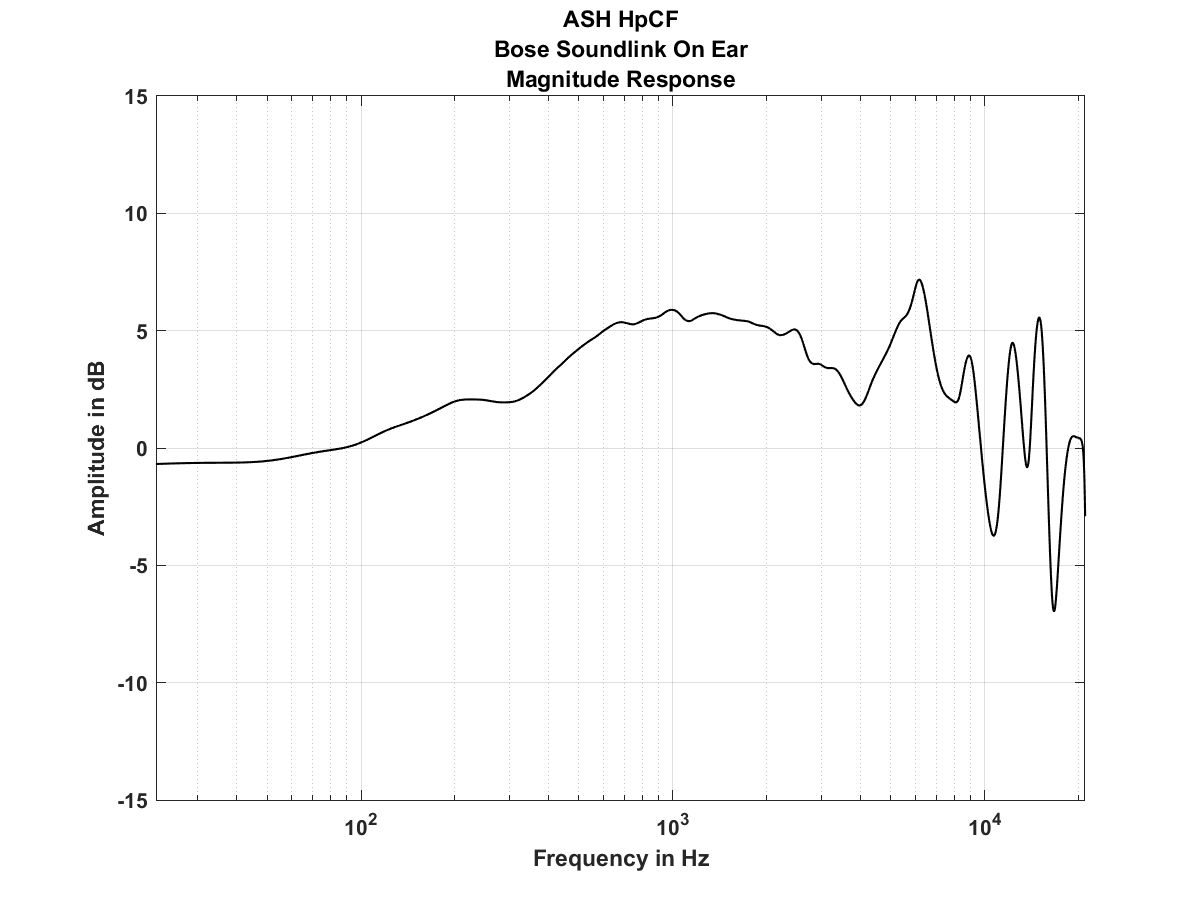 ASH HpCF
Bose Soundlink On Ear
Magnitude Response
15
10
5
0
-5
-10
-15
Amplitude in dB
10²
10³
10⁴
Frequency in Hz